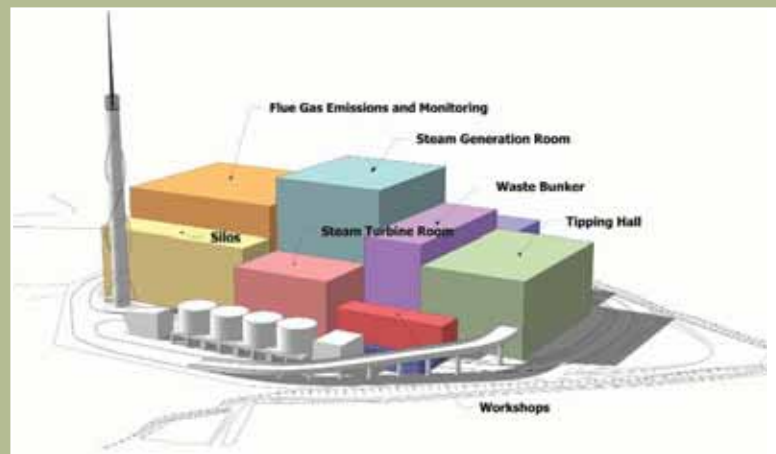 Flue Gas Emissions and Monitoring
Steam Generation Room
Waste Bunker
Tipping Hall
Silos
Steam Turbine Room
Workshops